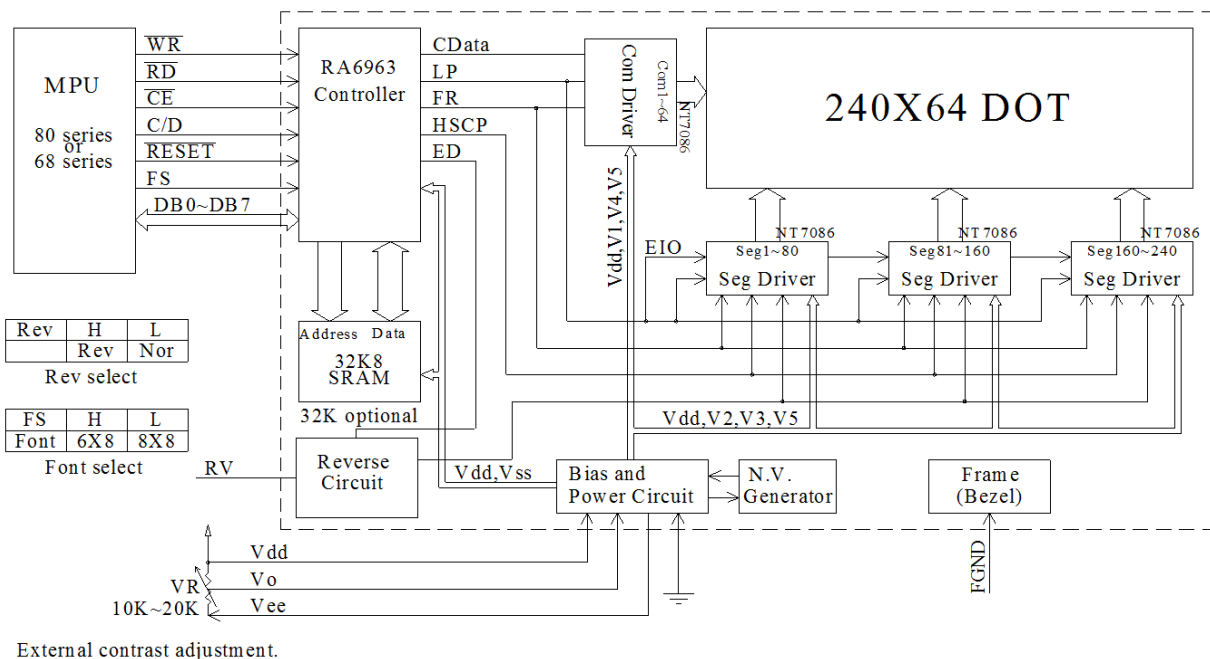 MPU
80 series
or
68 series
WR
RD
CE
C/D
RESET
FS
DB0~DB7
RA6963
Controller
CData
LP
FR
HSCP
ED
Com Driver
Com1~64
NT7086
240X64 DOT
Vdd,V1,V4,V5
EIO
NT7086
Seg1~80
Seg Driver
NT7086
Seg81~160
Seg Driver
NT7086
Seg160~240
Seg Driver
Address Data
32K8
SRAM
32K optional
Rev H L
Rev Nor
Rev select
FS H L
Font 6X8 8X8
Font select
RV
Reverse
Circuit
Vdd,Vss
Vdd,V2,V3,V5
Bias and
Power Circuit
N.V.
Generator
Frame
(Bezel)
FGND
Vdd
Vo
Vee
VR
10K~20K
External contrast adjustment.